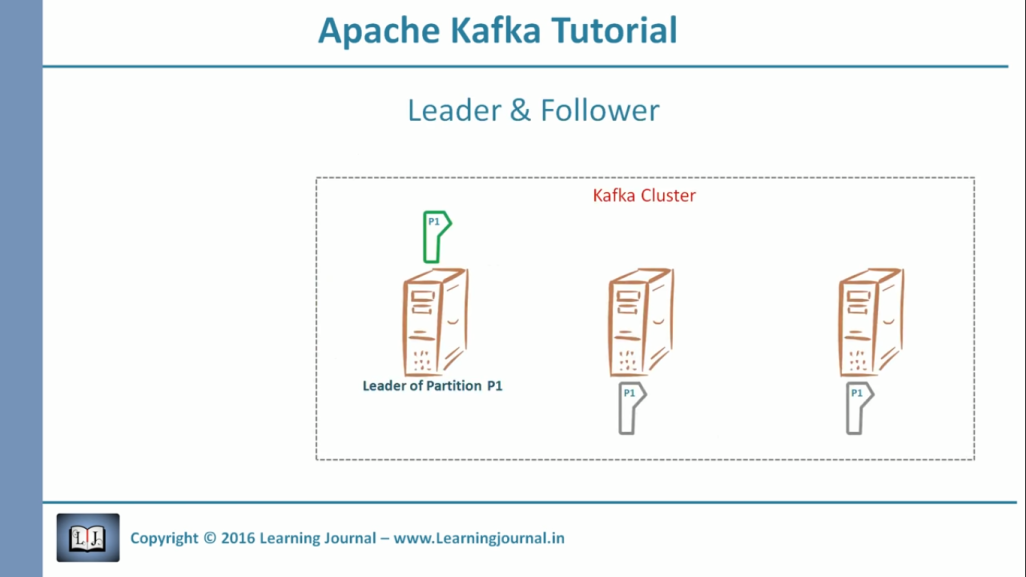 Apache Kafka Tutorial
Leader & Follower
Kafka Cluster
P1
Leader of Partition P1
P1
P1
L J
Copyright © 2016 Learning Journal – www.Learningjournal.in